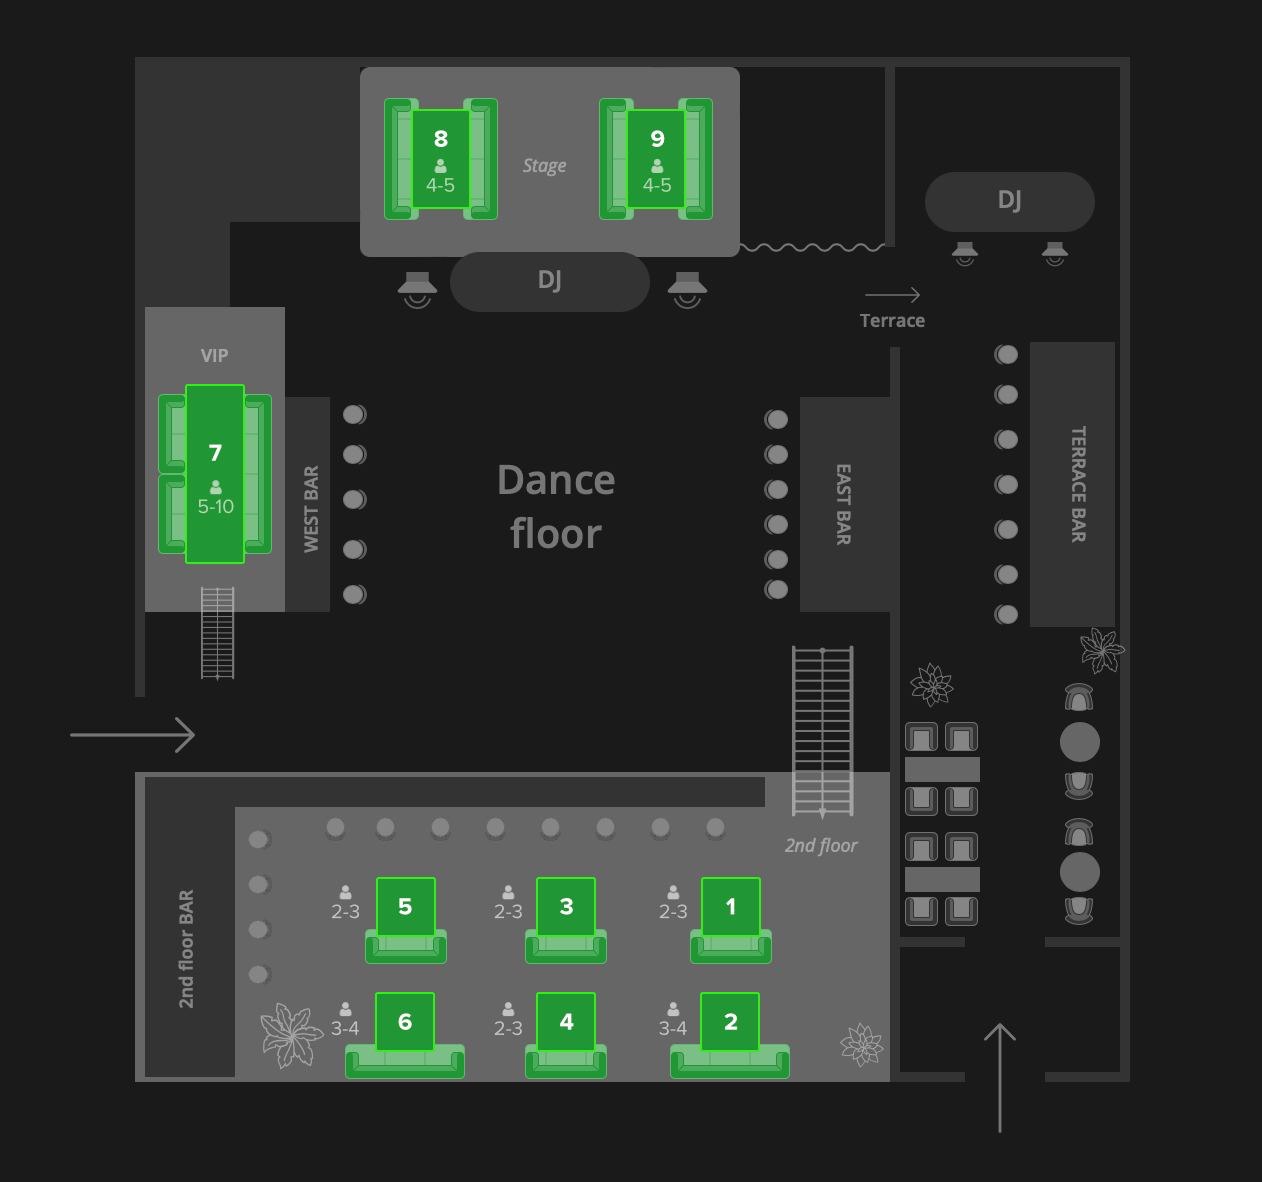 8
4-5
Stage
9
4-5
DJ
DJ
Terrace
VIP
7
5-10
WEST BAR
Dance
floor
EAST BAR
TERRACE BAR
2nd floor
2nd floor BAR
5
2-3
3
2-3
1
2-3
6
3-4
4
2-3
2
3-4